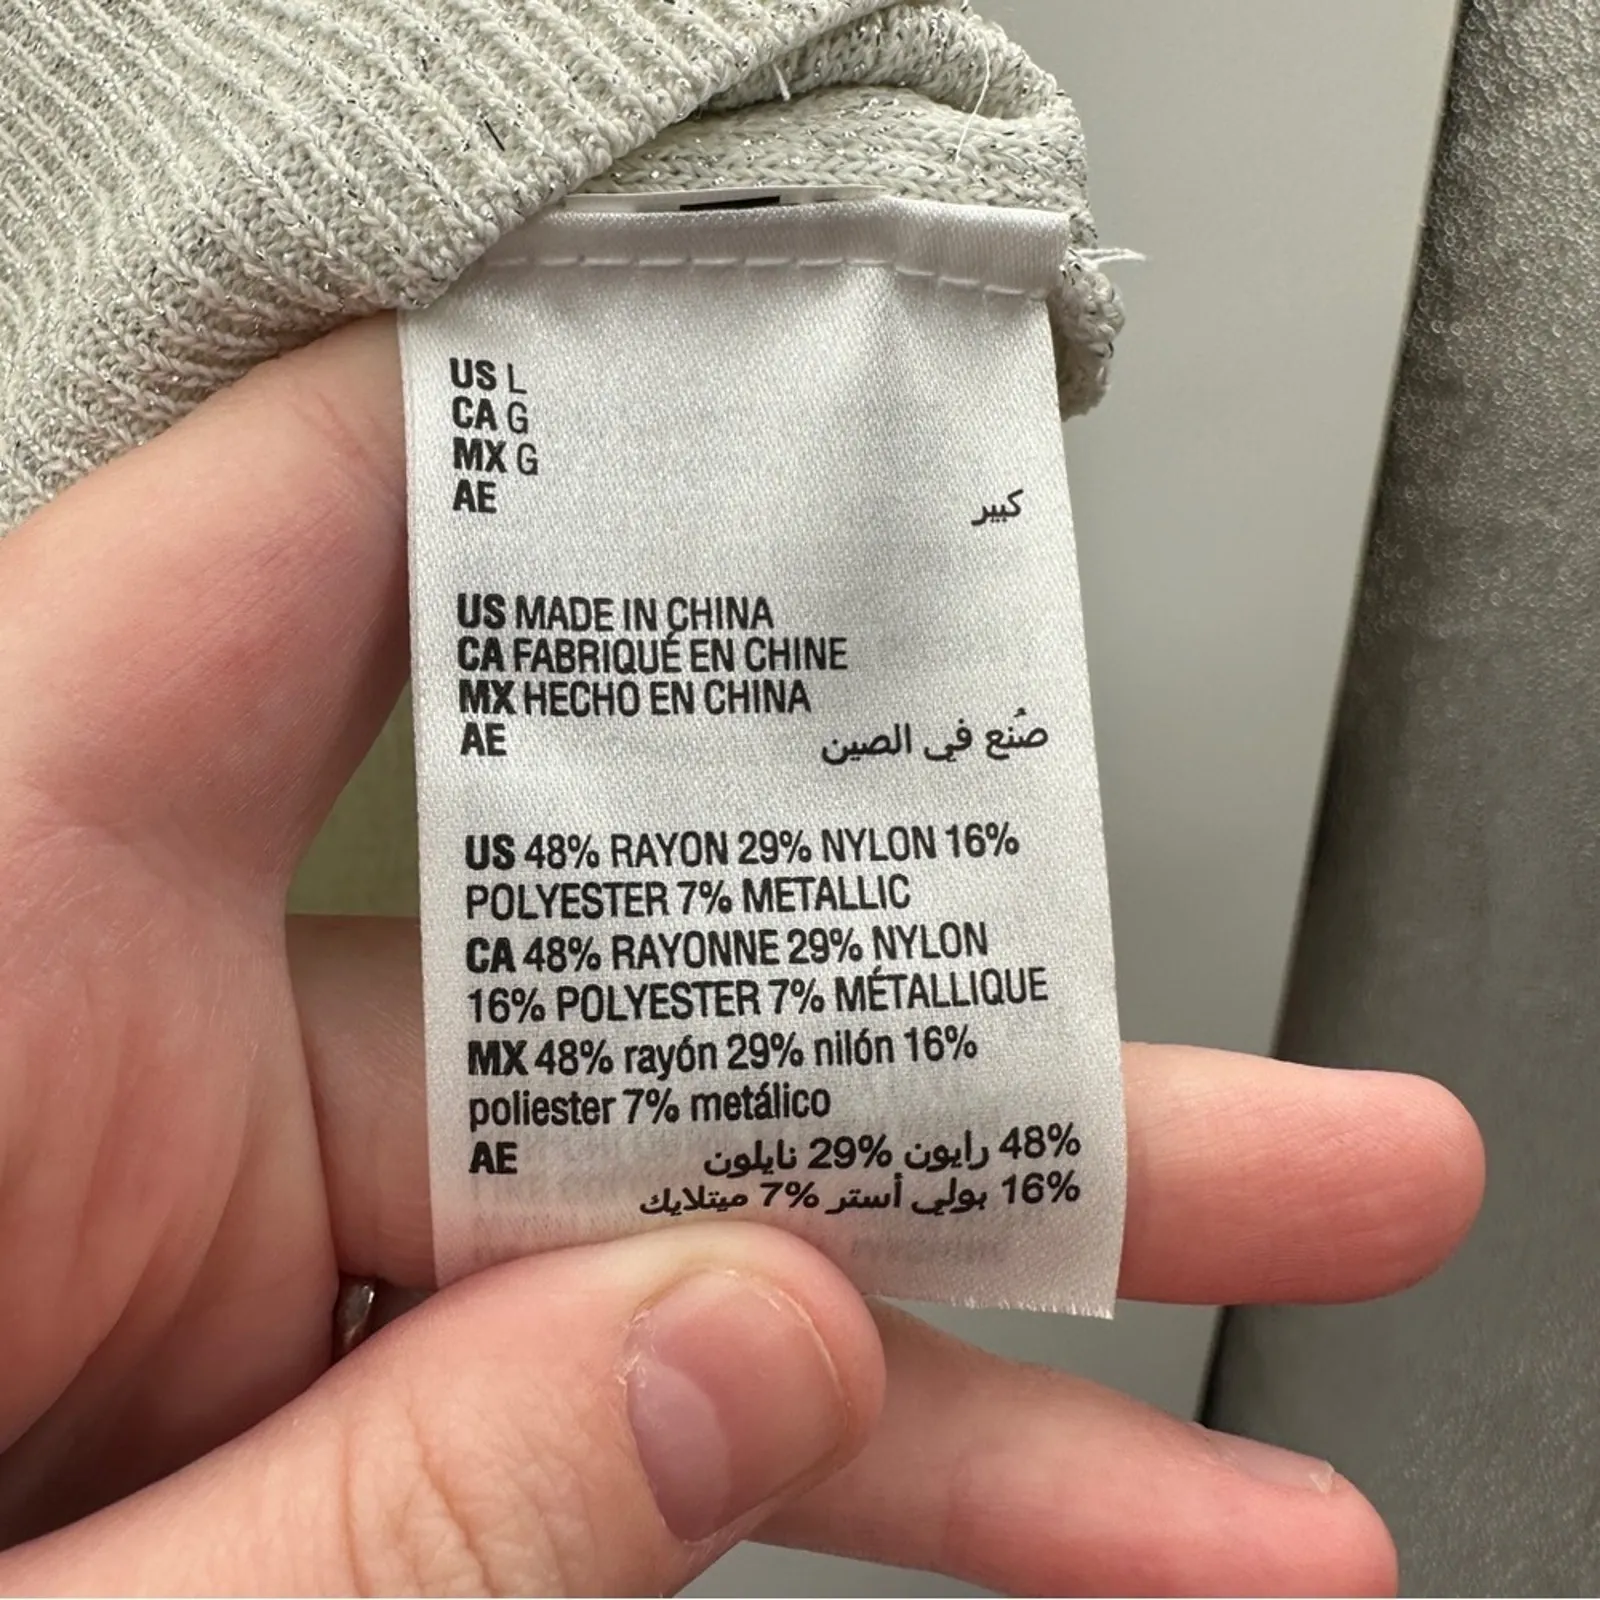 US L
CA G
MX G
AE كبير
US MADE IN CHINA
CA FABRIQUÉ EN CHINE
MX HECHO EN CHINA
AE صُنع في الصين
US 48% RAYON 29% NYLON 16%
POLYESTER 7% METALLIC
CA 48% RAYONNE 29% NYLON
16% POLYESTER 7% MÉTALLIQUE
MX 48% rayón 29% nilón 16%
poliester 7% metálico
AE 48% رايون 29% نايلون
16% بولي أستر 7% ميتلايك